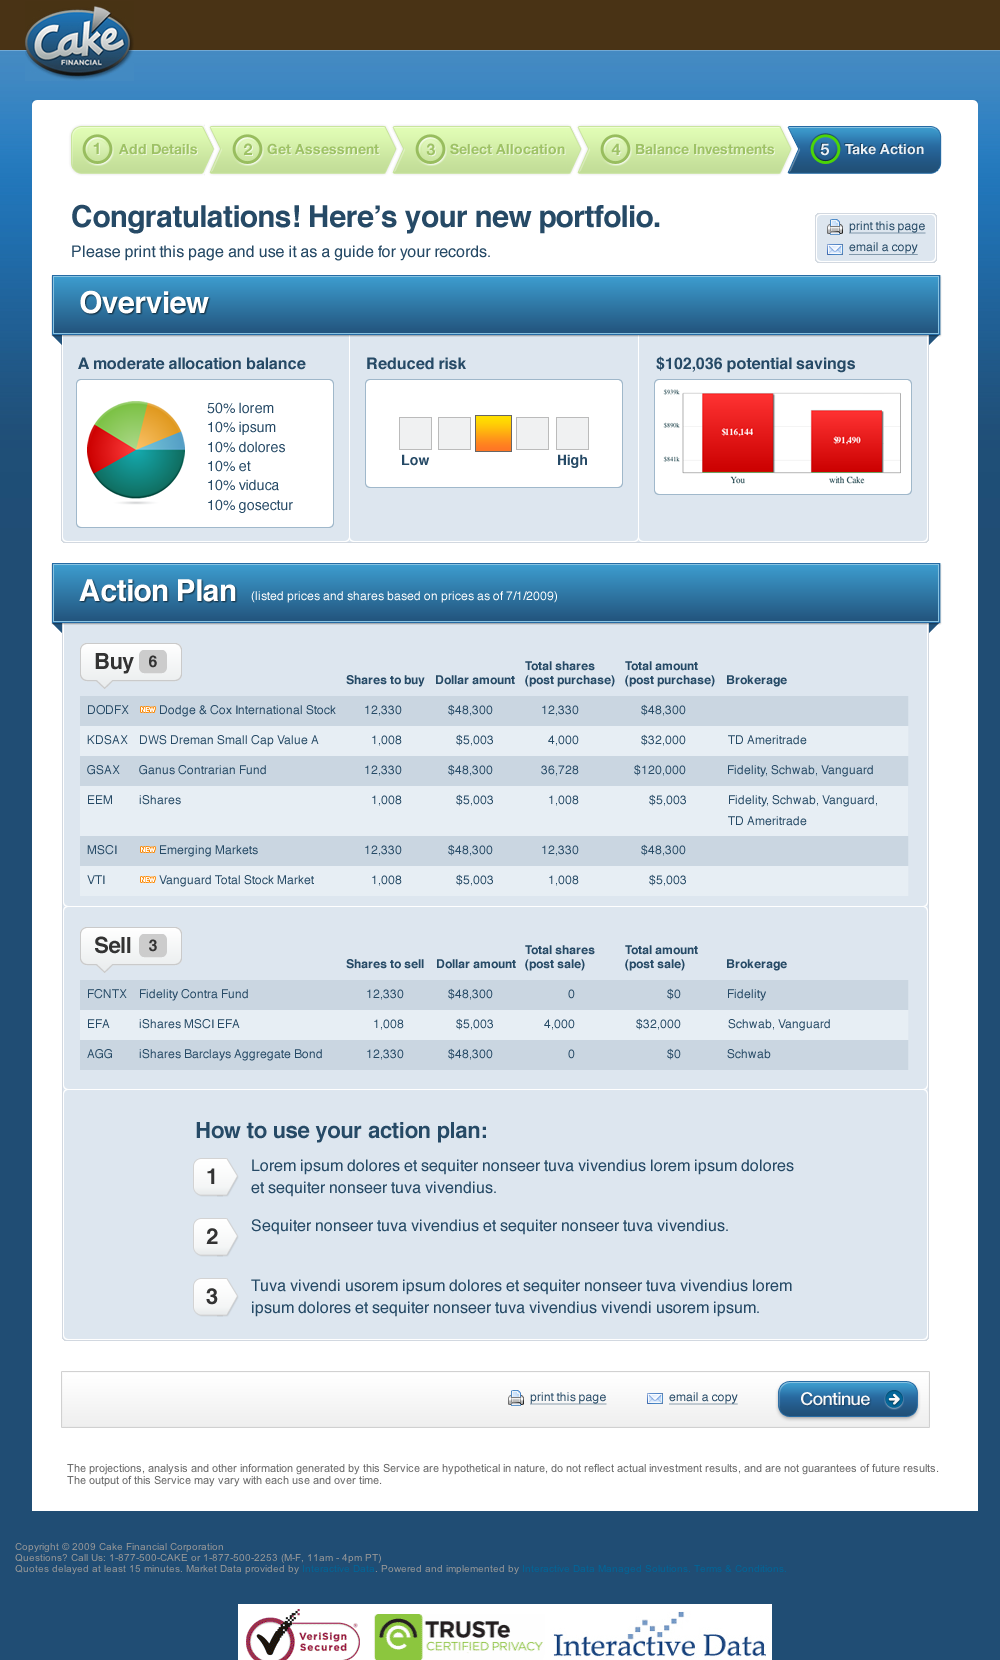 Cake
FINANCIAL
1 Add Details
2 Get Assessment
3 Select Allocation
4 Balance Investments
5 Take Action
Congratulations! Here's your new portfolio.
Please print this page and use it as a guide for your records.
print this page
email a copy
Overview
A moderate allocation balance
50% lorem
10% ipsum
10% dolores
10% et
10% viduca
10% gosectur
Reduced risk
Low High
$102,036 potential savings
$939k
$890k
$841k
$116,144
$91,490
You with Cake
Action Plan (listed prices and shares based on prices as of 7/1/2009)
Buy 6
Shares to buy Dollar amount Total shares (post purchase) Total amount (post purchase) Brokerage
DODFX NEW Dodge & Cox International Stock 12,330 $48,300 12,330 $48,300
KDSAX DWS Dreman Small Cap Value A 1,008 $5,003 4,000 $32,000 TD Ameritrade
GSAX Ganus Contrarian Fund 12,330 $48,300 36,728 $120,000 Fidelity, Schwab, Vanguard
EEM iShares 1,008 $5,003 1,008 $5,003 Fidelity, Schwab, Vanguard,
TD Ameritrade
MSCI NEW Emerging Markets 12,330 $48,300 12,330 $48,300
VTI NEW Vanguard Total Stock Market 1,008 $5,003 1,008 $5,003
Sell 3
Shares to sell Dollar amount Total shares (post sale) Total amount (post sale) Brokerage
FCNTX Fidelity Contra Fund 12,330 $48,300 0 $0 Fidelity
EFA iShares MSCI EFA 1,008 $5,003 4,000 $32,000 Schwab, Vanguard
AGG iShares Barclays Aggregate Bond 12,330 $48,300 0 $0 Schwab
How to use your action plan:
1 Lorem ipsum dolores et sequiter nonseer tuva vivendius lorem ipsum dolores
et sequiter nonseer tuva vivendius.
2 Sequiter nonseer tuva vivendius et sequiter nonseer tuva vivendius.
3 Tuva vivendi usorem ipsum dolores et sequiter nonseer tuva vivendius lorem
ipsum dolores et sequiter nonseer tuva vivendius vivendi usorem ipsum.
print this page email a copy Continue
The projections, analysis and other information generated by this Service are hypothetical in nature, do not reflect actual investment results, and are not guarantees of future results.
The output of this Service may vary with each use and over time.
Copyright © 2009 Cake Financial Corporation
Questions? Call Us: 1-877-500-CAKE or 1-877-500-2253 (M-F, 11am - 4pm PT)
Quotes delayed at least 15 minutes. Market Data provided by Interactive Data. Powered and implemented by Interactive Data Managed Solutions. Terms & Conditions
VeriSign
Secured
TRUSTe
CERTIFIED PRIVACY
Interactive Data